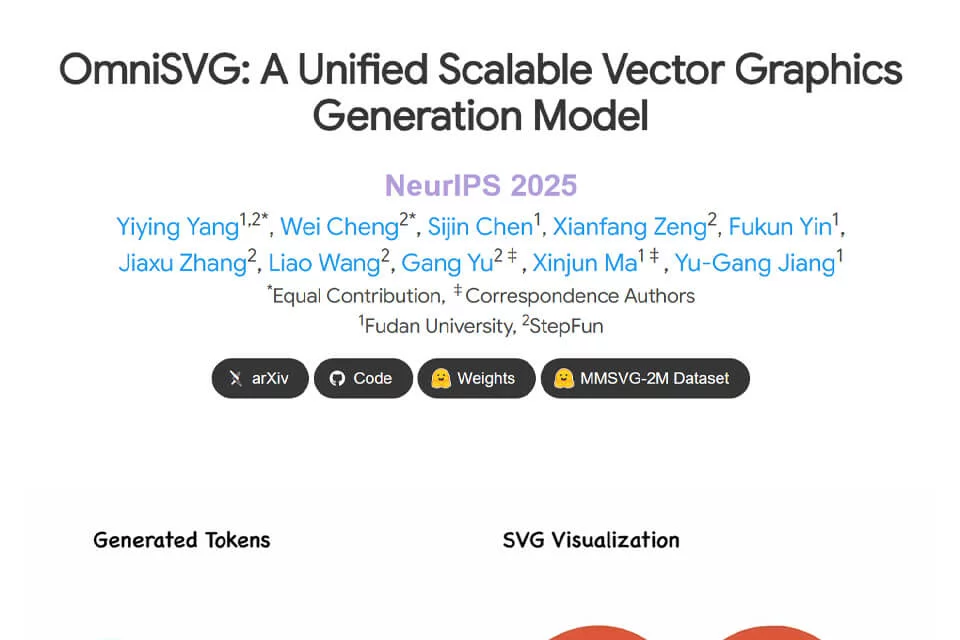 OmniSVG: A Unified Scalable Vector Graphics
Generation Model
NeurIPS 2025
Yiying Yang1,2*, Wei Cheng2*, Sijin Chen1, Xianfang Zeng2, Fukun Yin1,
Jiaxu Zhang2, Liao Wang2, Gang Yu2 ‡, Xinjun Ma1 ‡, Yu-Gang Jiang1
*Equal Contribution, ‡Correspondence Authors
1Fudan University, 2StepFun
arXiv Code Weights MMSVG-2M Dataset
Generated Tokens SVG Visualization